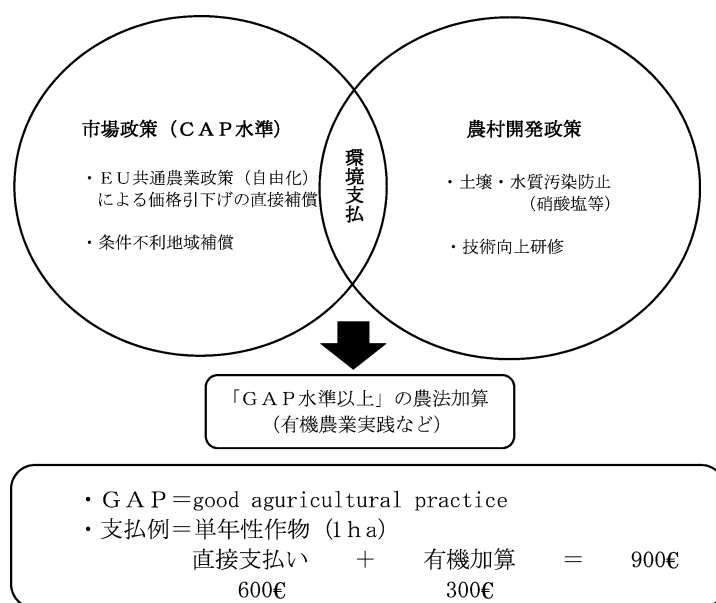 市場政策（ＣＡＰ水準）
・ＥＵ共通農業政策（自由化）
による価格引下げの直接補償
・条件不利地域補償
環境支払
農村開発政策
・土壌・水質汚染防止
（硝酸塩等）
・技術向上研修
「ＧＡＰ水準以上」の農法加算
（有機農業実践など）
・ＧＡＰ＝good aguricultural practice
・支払例＝単年性作物（1ｈａ）
直接支払い　＋　有機加算　＝　900€
600€　300€